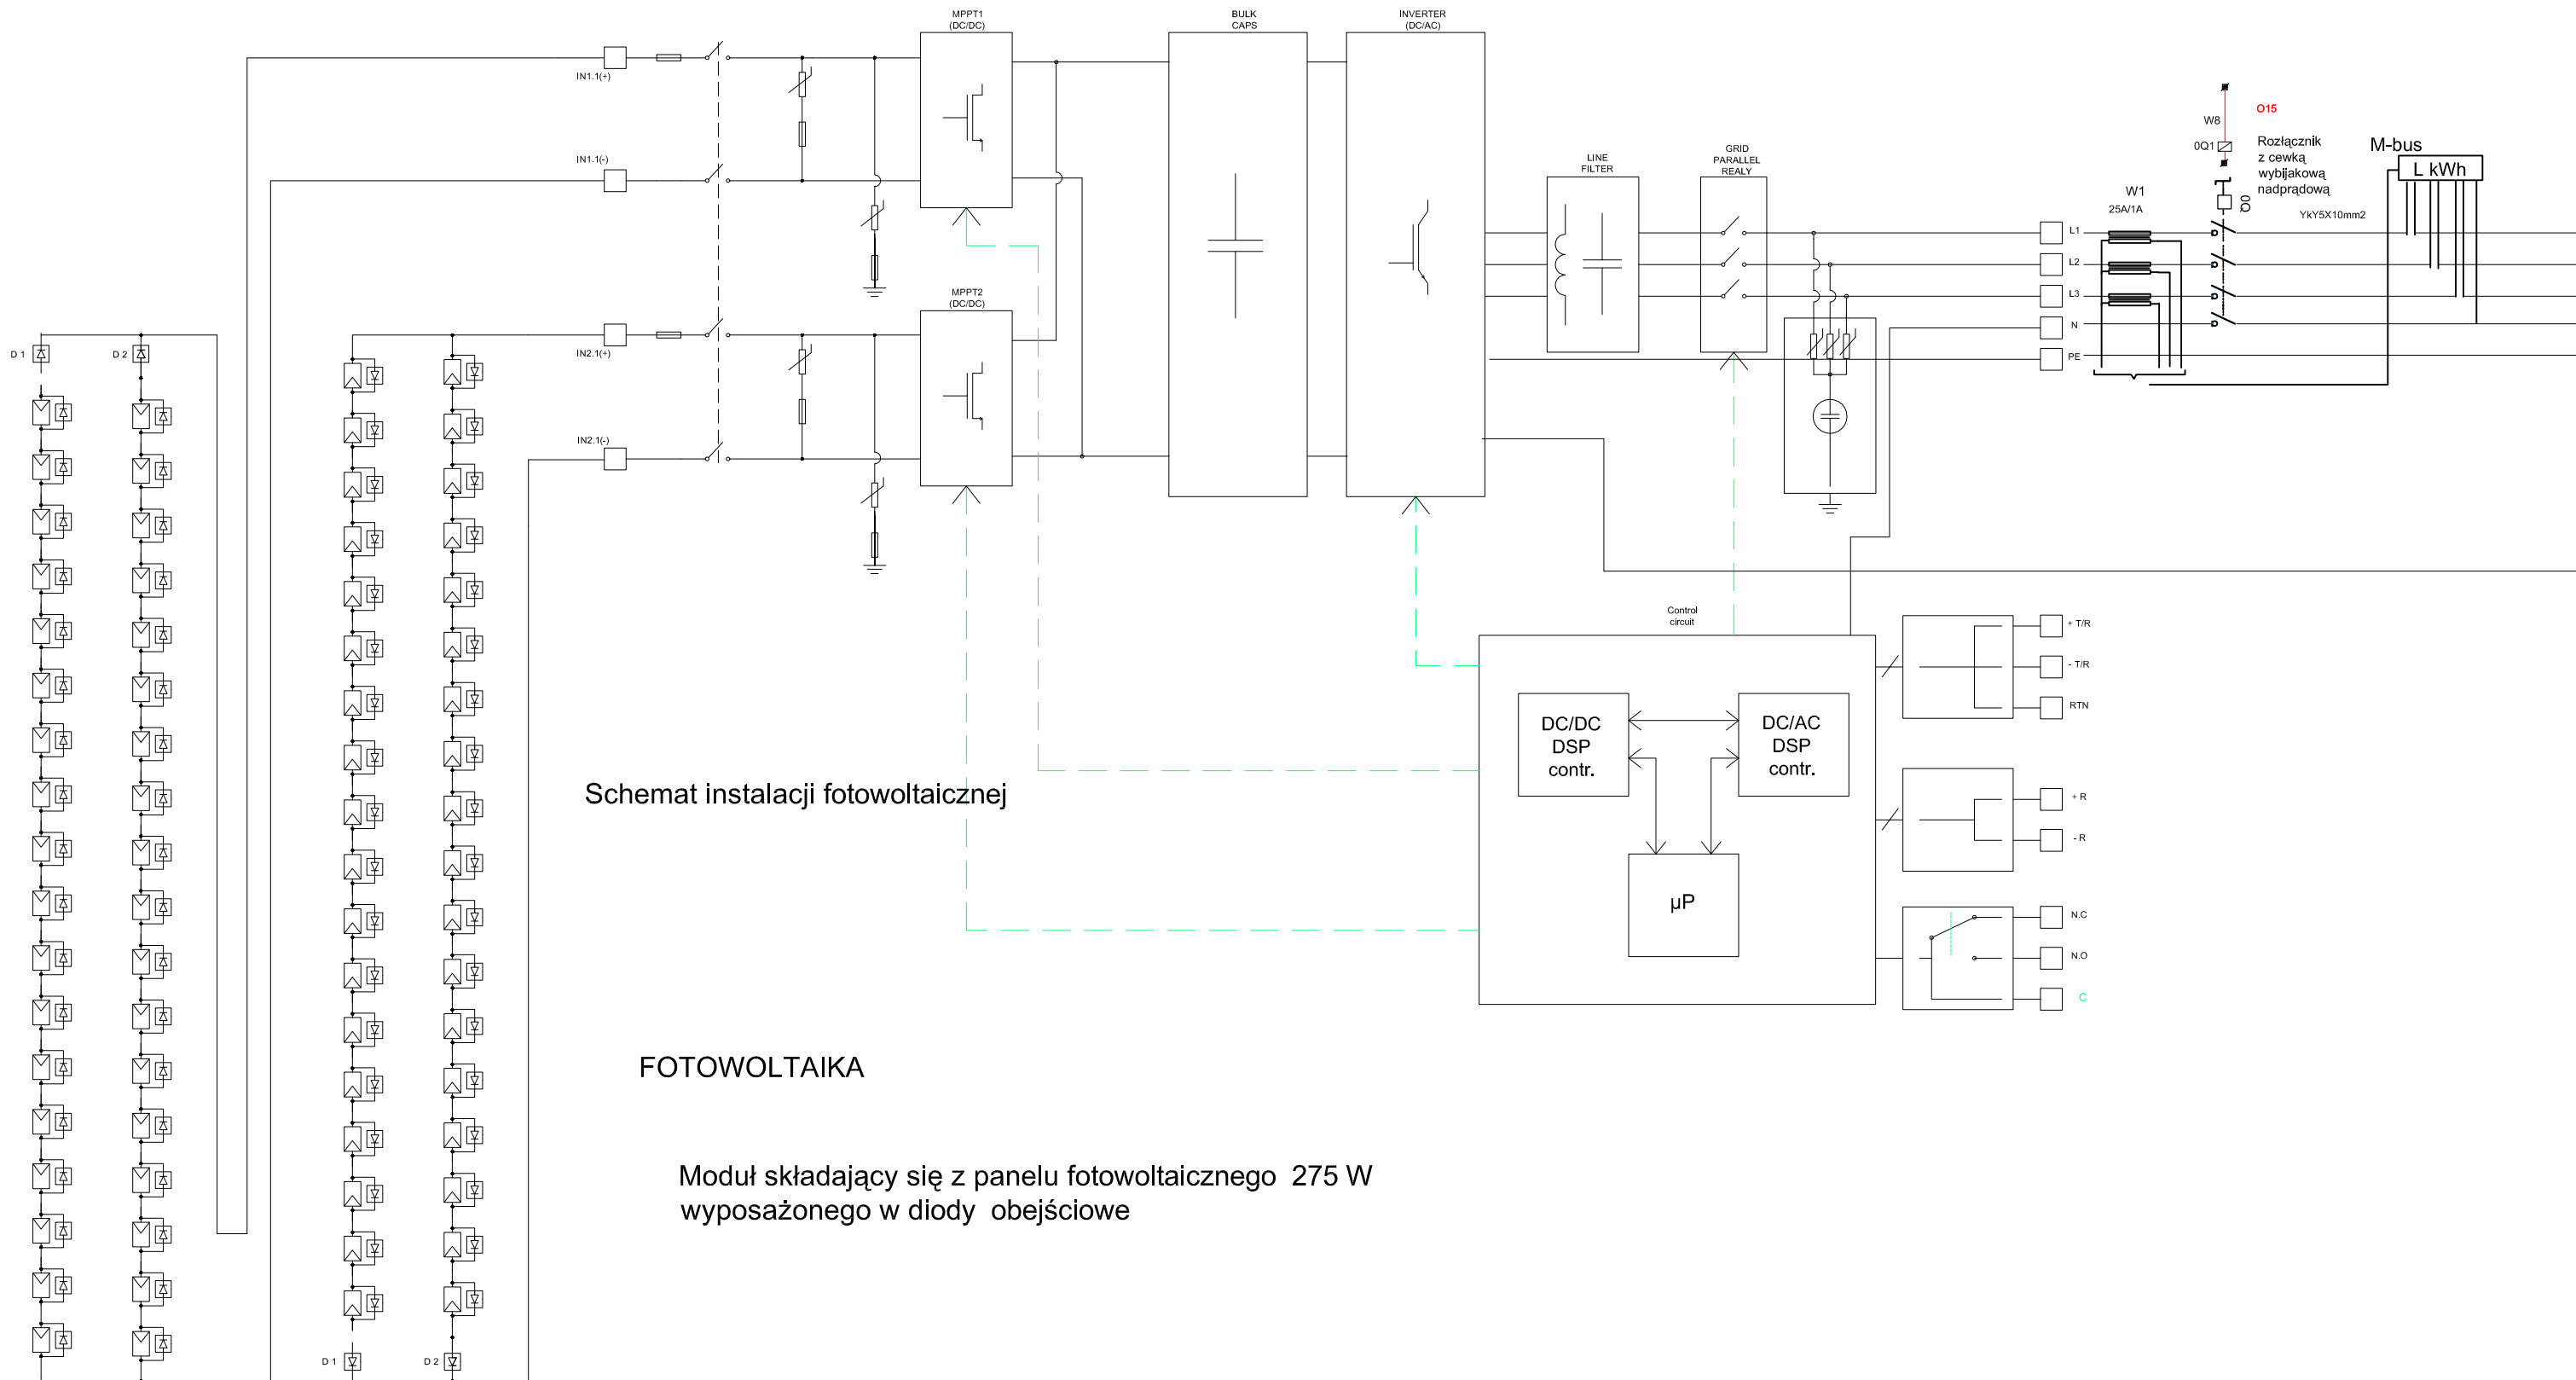 MPPT1
(DC/DC)
BULK
CAPS
INVERTER
(DC/AC)
IN1.1(+)
IN1.1(-)
O15
W8
0Q1
Rozłącznik
z cewką
wybijakową
nadprądową
M-bus
L kWh
LINE
FILTER
GRID
PARALLEL
REALY
W1
25A/1A
0Q
YkY5X10mm2
L1
L2
L3
N
PE
MPPT2
(DC/DC)
D 1
D 2
IN2.1(+)
IN2.1(-)
Control
circuit
+ T/R
- T/R
RTN
DC/DC
DSP
contr.
DC/AC
DSP
contr.
µP
+ R
- R
N.C
N.O
C
Schemat instalacji fotowoltaicznej
FOTOWOLTAIKA
Moduł składający się z panelu fotowoltaicznego  275 W
wyposażonego w diody  obejściowe
D 1
D 2